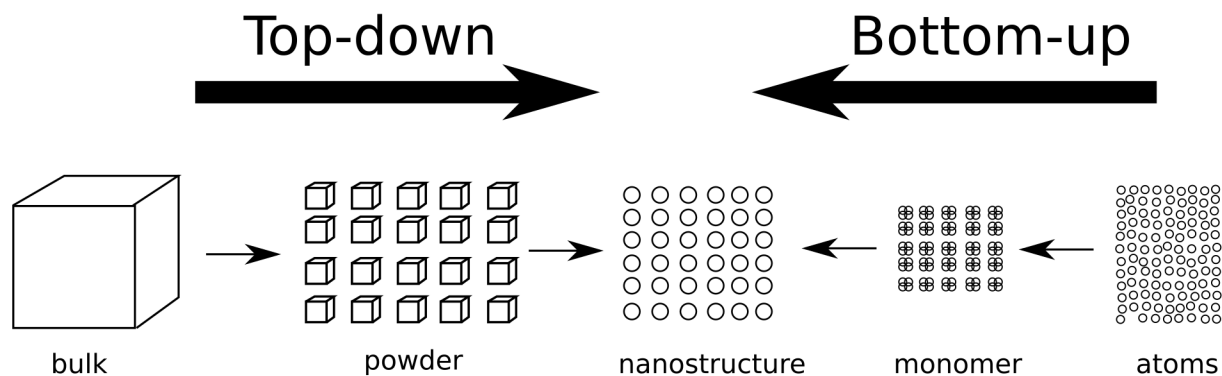 Top-down
Bottom-up
bulk
powder
nanostructure
monomer
atoms